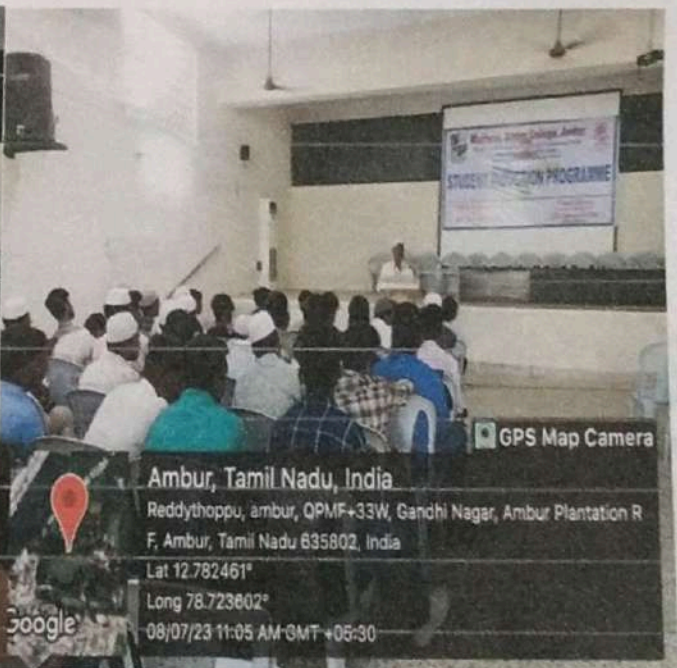 STUDENT INDUCTION PROGRAMME
GPS Map Camera
Ambur, Tamil Nadu, India
Reddythoppu, ambur, QPMF+33W, Gandhi Nagar, Ambur Plantation R
F, Ambur, Tamil Nadu 635802, India
Lat 12.782461°
Long 78.723602°
08/07/23 11:05 AM GMT +05:30
Google